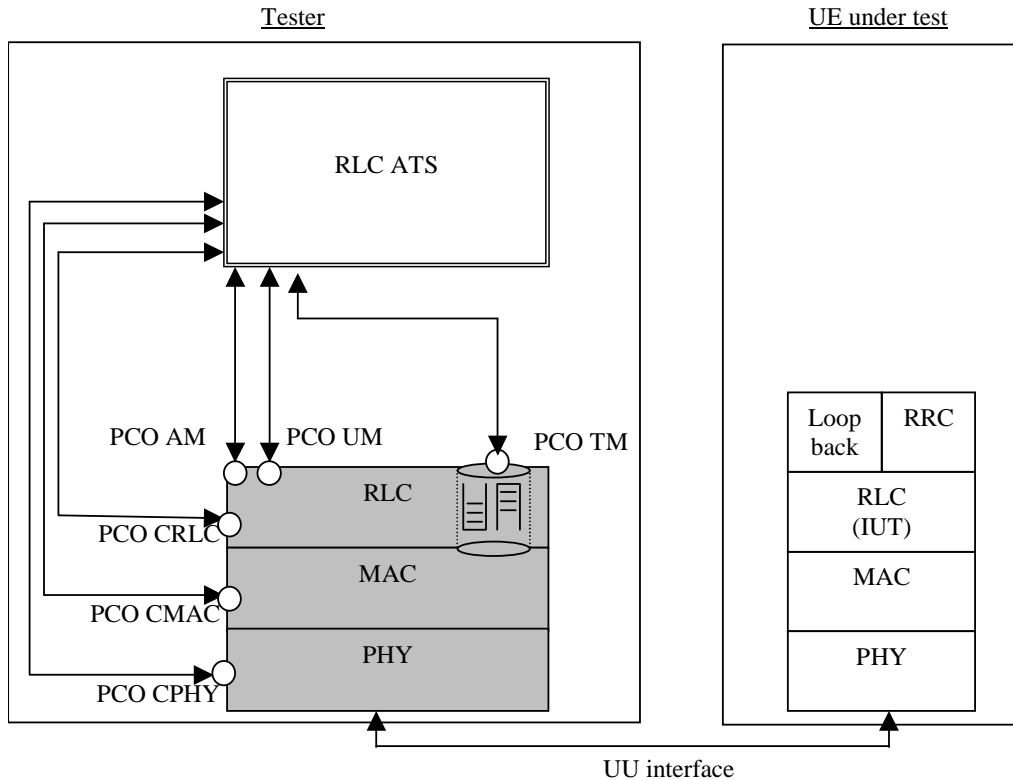 Tester
UE under test
RLC ATS
PCO AM
PCO UM
PCO TM
Loop
back
RRC
RLC
RLC
(IUT)
PCO CRLC
MAC
MAC
PCO CMAC
PHY
PHY
PCO CPHY
UU interface